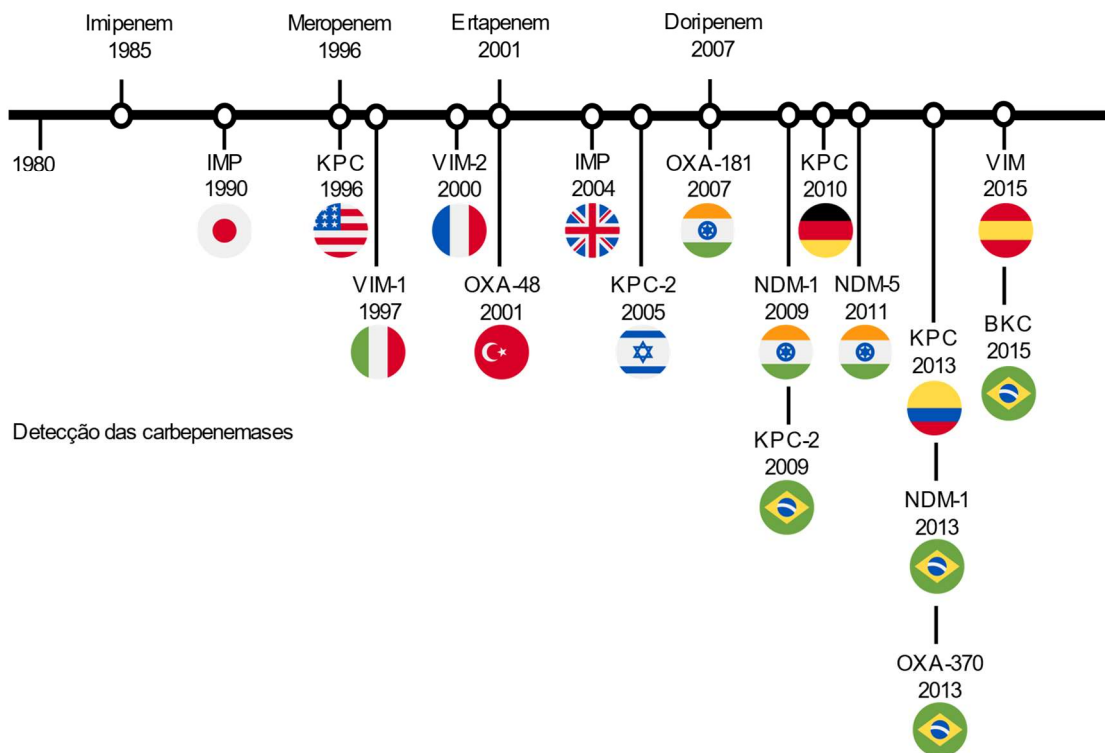 Imipenem
1985
Meropenem
1996
Ertapenem
2001
Doripenem
2007
1980
IMP
1990
KPC
1996
VIM-2
2000
IMP
2004
OXA-181
2007
KPC
2010
VIM
2015
VIM-1
1997
OXA-48
2001
KPC-2
2005
NDM-1
2009
NDM-5
2011
KPC
2013
BKC
2015
Detecção das carbepenemases
KPC-2
2009
NDM-1
2013
OXA-370
2013